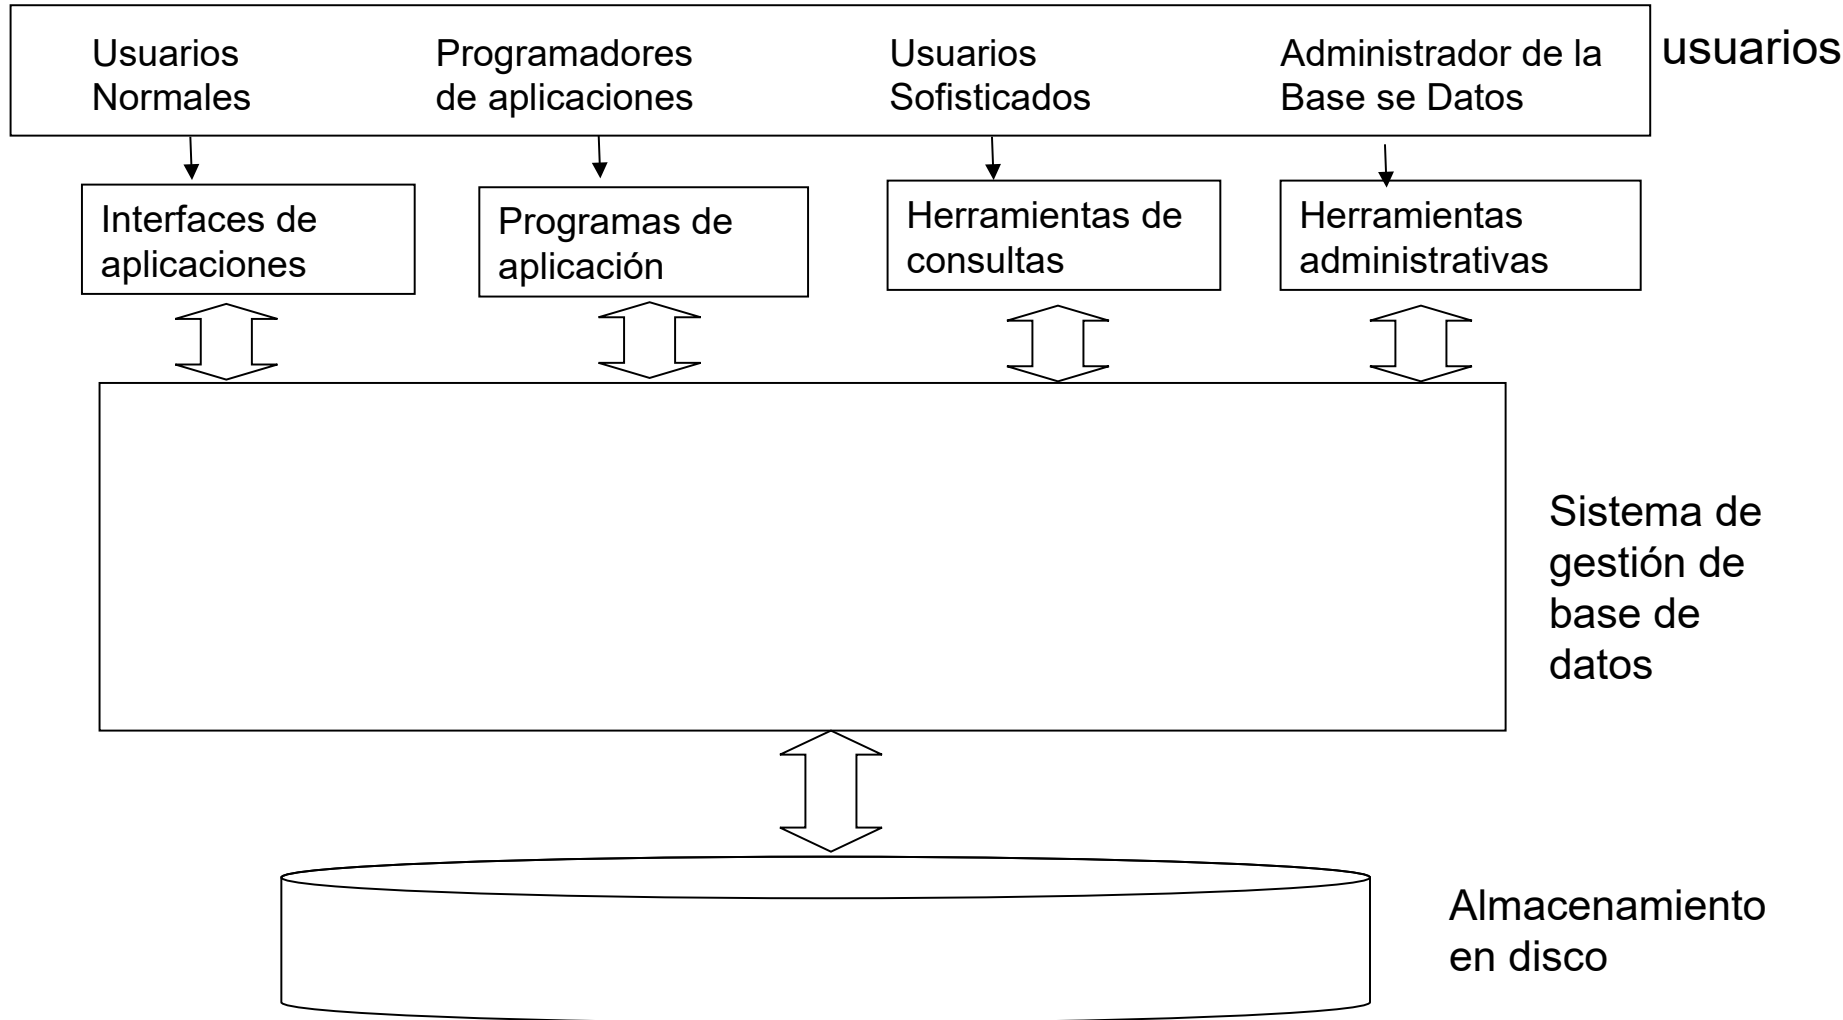 Usuarios
Normales
Programadores
de aplicaciones
Usuarios
Sofisticados
Administrador de la
Base se Datos
usuarios
Interfaces de
aplicaciones
Programas de
aplicación
Herramientas de
consultas
Herramientas
administrativas
Sistema de
gestión de
base de
datos
Almacenamiento
en disco